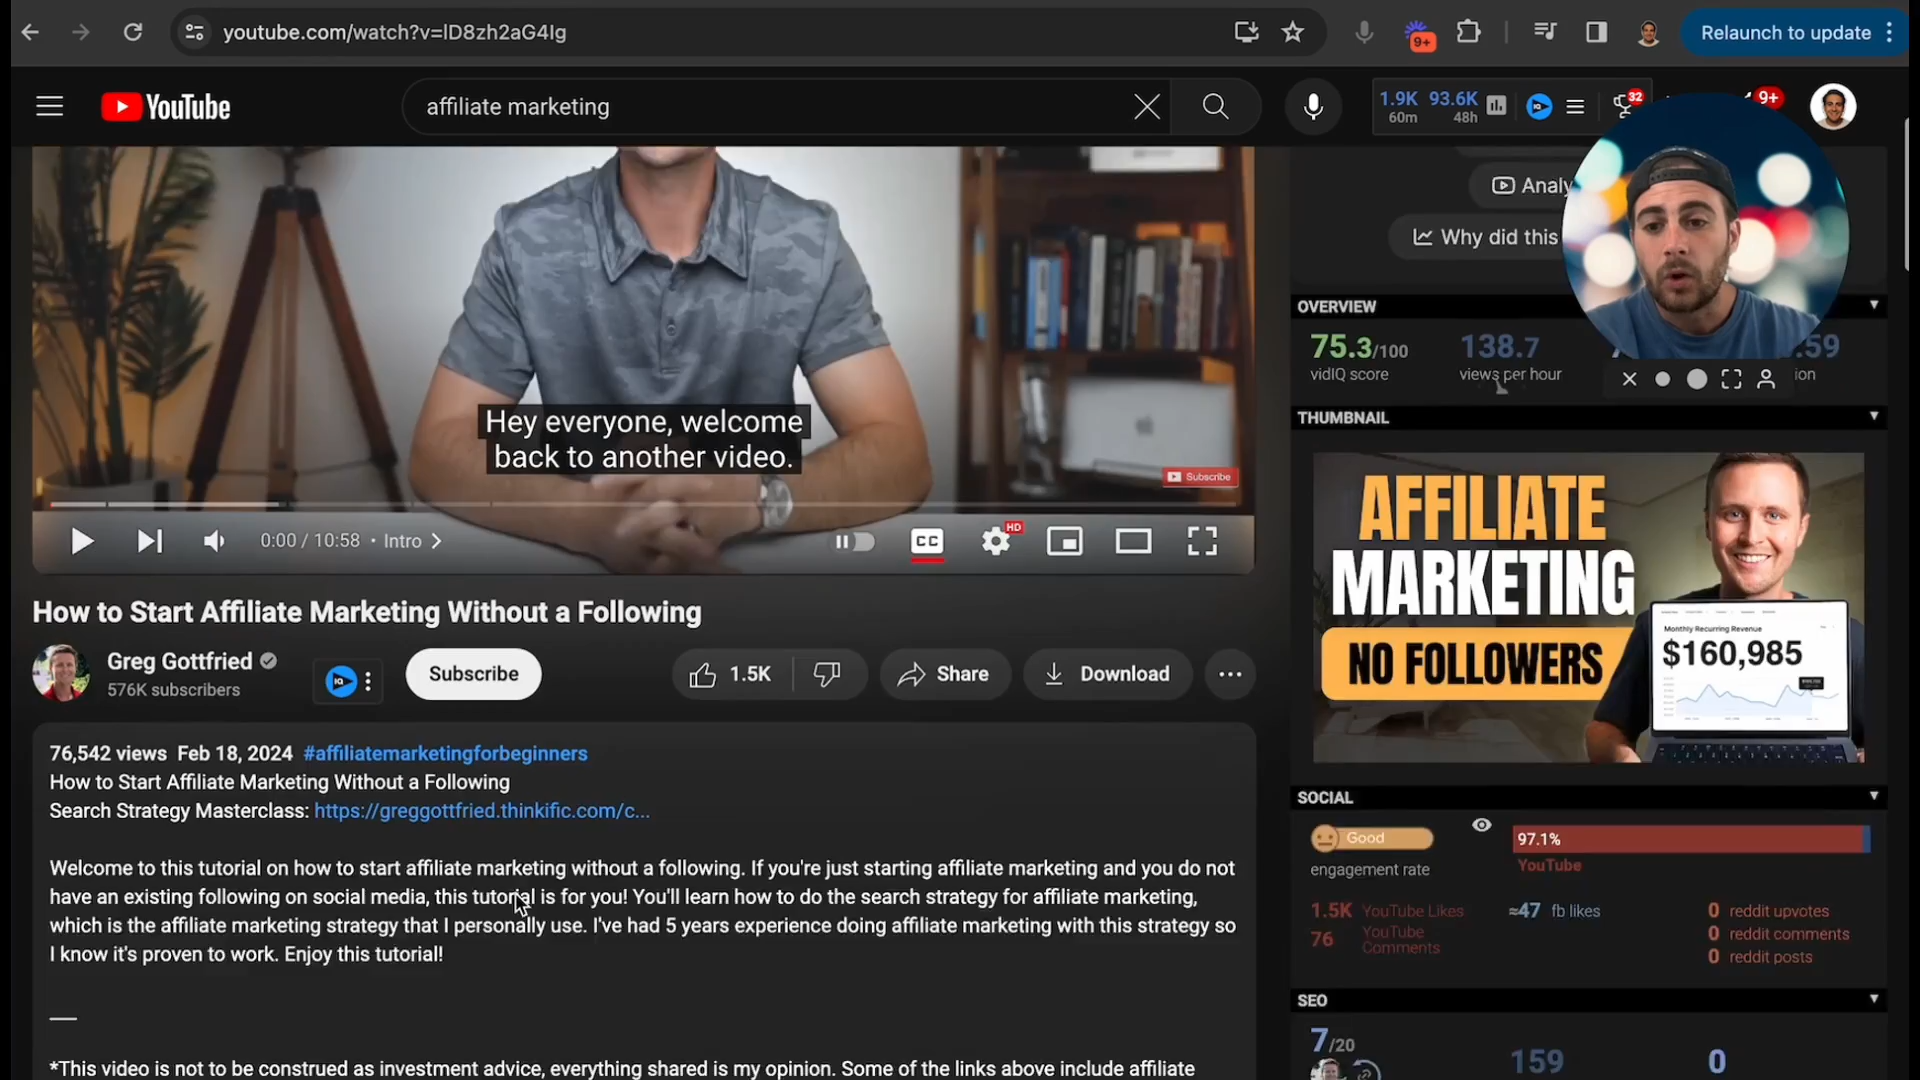 youtube.com/watch?v=lD8zh2aG4Ig
9+
Relaunch to update
YouTube
affiliate marketing
1.9K 93.6K
60m 48h
32
9+
Analy
Why did this
Hey everyone, welcome
back to another video.
Subscribe
0:00 / 10:58 • Intro
CC
HD
OVERVIEW
75.3/100
138.7
.59
vidIQ score
views per hour
ion
THUMBNAIL
AFFILIATE
MARKETING
NO FOLLOWERS
Monthly Recurring Revenue
$160,985
How to Start Affiliate Marketing Without a Following
Greg Gottfried
576K subscribers
IQ
Subscribe
1.5K
Share
Download
76,542 views Feb 18, 2024 #affiliatemarketingforbeginners
How to Start Affiliate Marketing Without a Following
Search Strategy Masterclass: https://greggottfried.thinkific.com/c...
Welcome to this tutorial on how to start affiliate marketing without a following. If you're just starting affiliate marketing and you do not
have an existing following on social media, this tutorial is for you! You'll learn how to do the search strategy for affiliate marketing,
which is the affiliate marketing strategy that I personally use. I've had 5 years experience doing affiliate marketing with this strategy so
I know it's proven to work. Enjoy this tutorial!
—
*This video is not to be construed as investment advice, everything shared is my opinion. Some of the links above include affiliate
SOCIAL
Good
engagement rate
97.1%
YouTube
1.5K YouTube Likes
76 YouTube Comments
≈47 fb likes
0 reddit upvotes
0 reddit comments
0 reddit posts
SEO
7/20
159
0